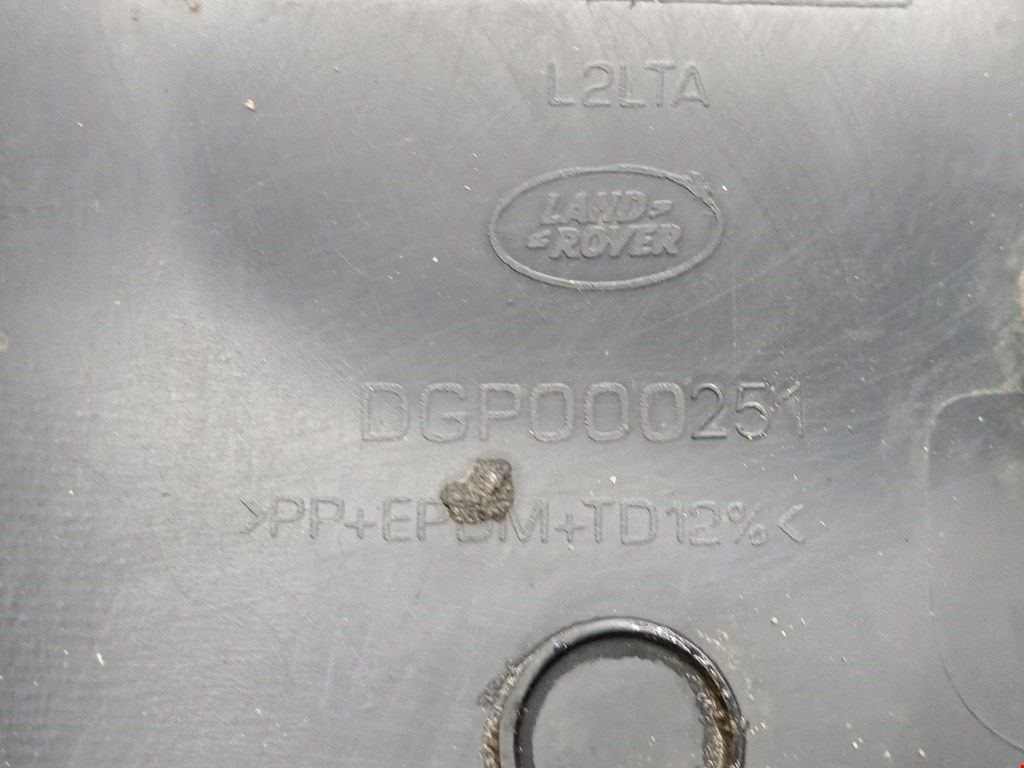 L2LTA
LAND
ROVER
DGP000251
>PP+EPDM+TD12%<